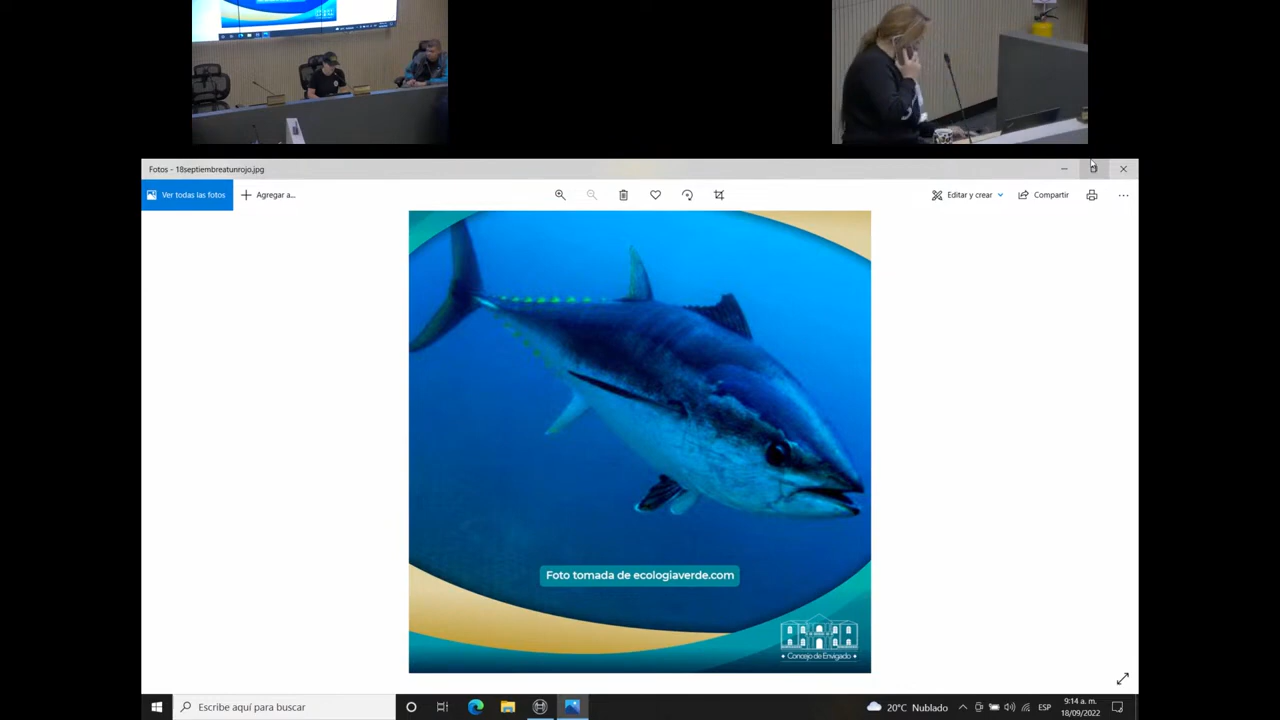 Fotos - 18septiembreatunrojo.jpg
Ver todas las fotos
Agregar a...
Editar y crear
Compartir
Foto tomada de ecologiaverde.com
• Concejo de Envigado •
Escribe aquí para buscar
20°C Nublado
ESP
9:14 a. m.
18/09/2022